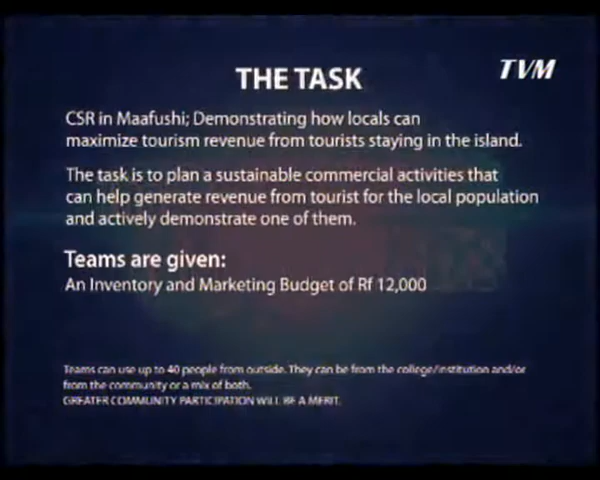 THE TASK
TVM
CSR in Maafushi; Demonstrating how locals can
maximize tourism revenue from tourists staying in the island.
The task is to plan a sustainable commercial activities that
can help generate revenue from tourist for the local population
and actively demonstrate one of them.
Teams are given:
An Inventory and Marketing Budget of Rf 12,000
Teams can use up to 40 people from outside. They can be from the college/institution and/or
from the community or a mix of both.
GREATER COMMUNITY PARTICIPATION WILL BE A MERIT.